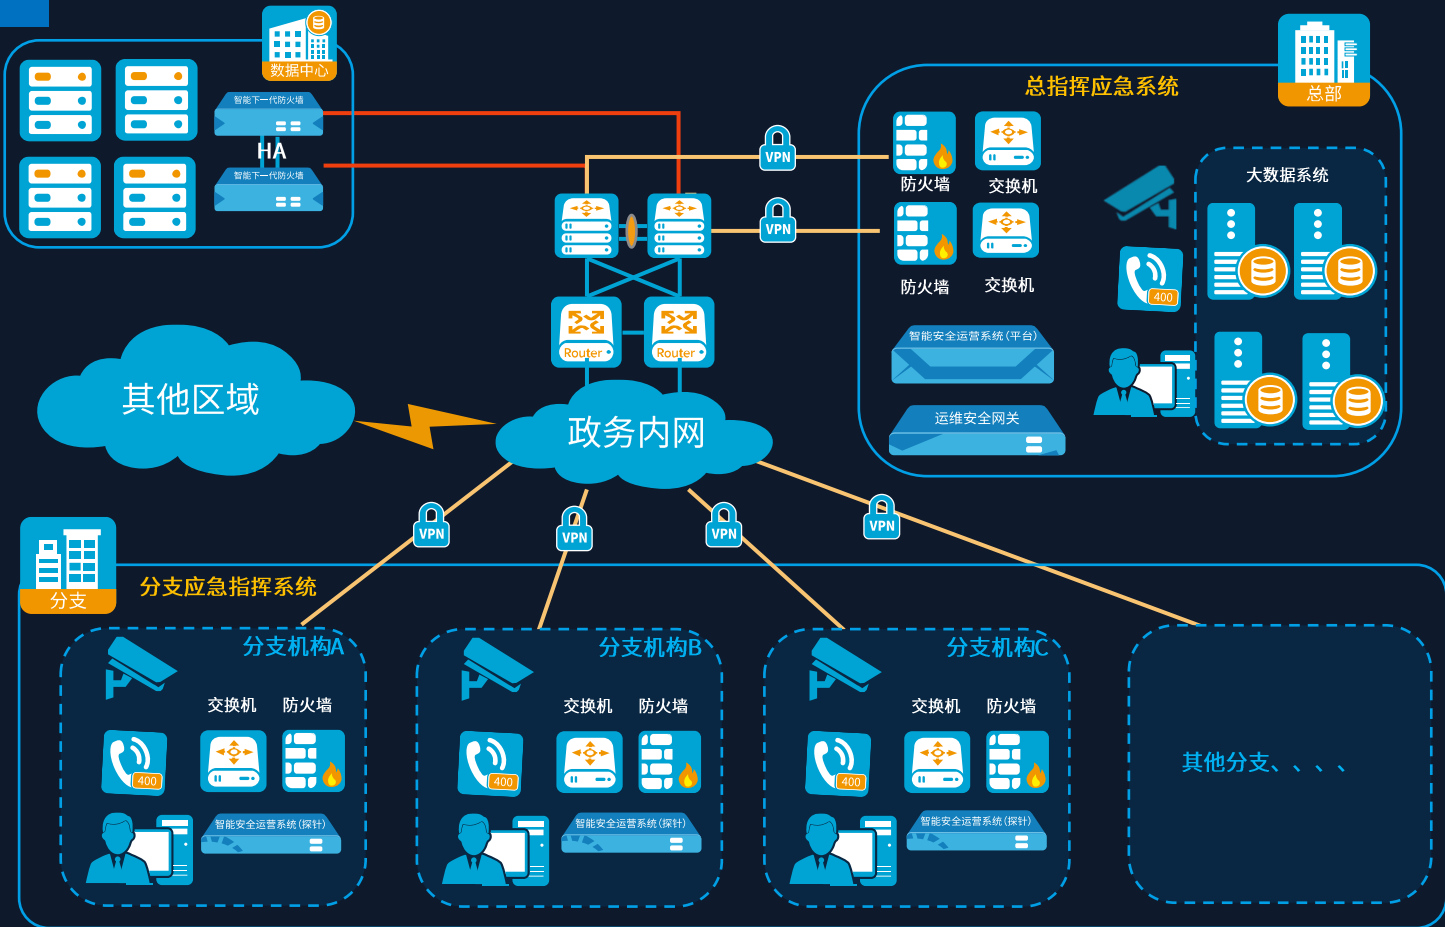 数据中心
智能下一代防火墙
HA
智能下一代防火墙
总部
总指挥应急系统
VPN
VPN
防火墙
交换机
大数据系统
防火墙
交换机
400
智能安全运营系统(平台)
运维安全网关
Router
Router
其他区域
政务内网
VPN
VPN
VPN
VPN
分支
分支应急指挥系统
分支机构A
交换机
防火墙
400
智能安全运营系统(探针)
分支机构B
交换机
防火墙
400
智能安全运营系统(探针)
分支机构C
交换机
防火墙
400
智能安全运营系统(探针)
其他分支、、、、